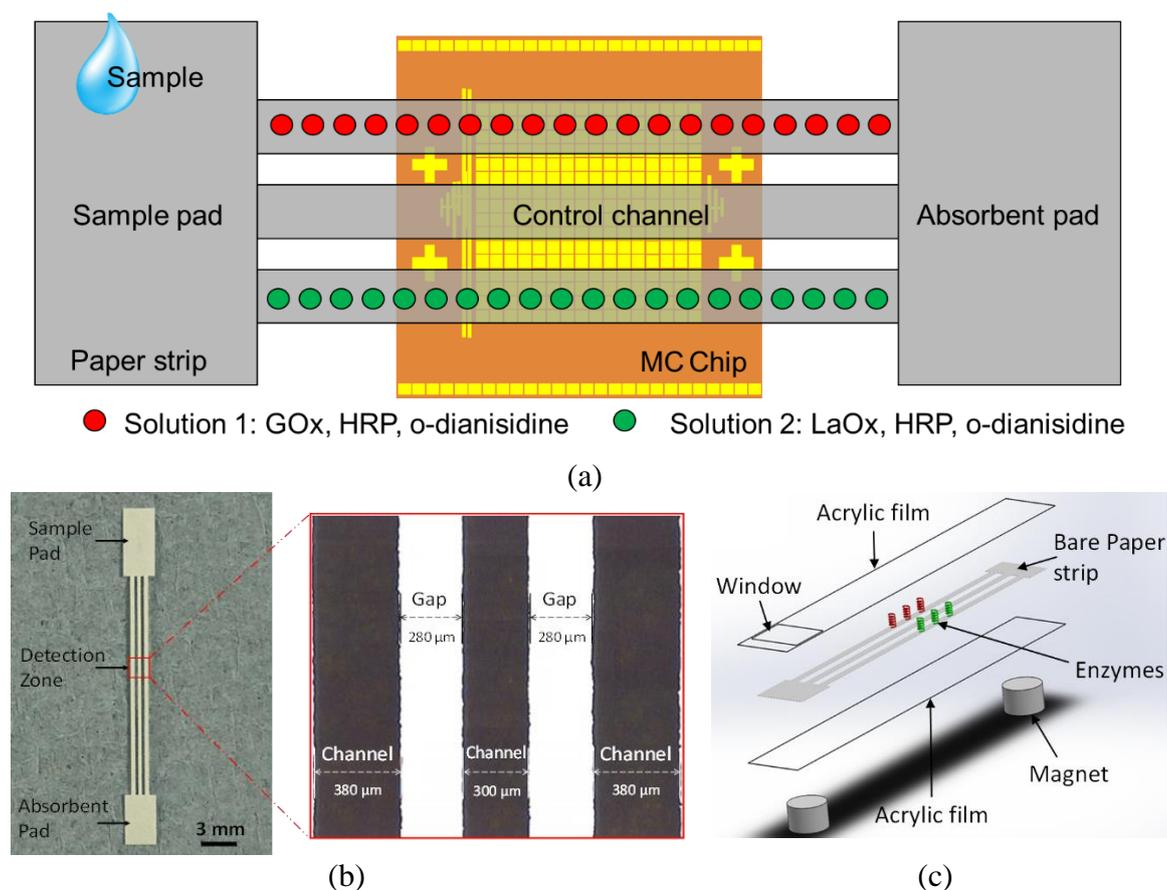 Sample
Sample pad
Control channel
Absorbent pad
Paper strip
MC Chip
Solution 1: GOx, HRP, o-dianisidine
Solution 2: LaOx, HRP, o-dianisidine
(a)
Sample
Pad
Detection
Zone
Absorbent
Pad
3 mm
Gap
280 µm
Gap
280 µm
Channel
380 µm
Channel
300 µm
Channel
380 µm
(b)
Acrylic film
Window
Bare Paper
strip
Enzymes
Magnet
Acrylic film
(c)